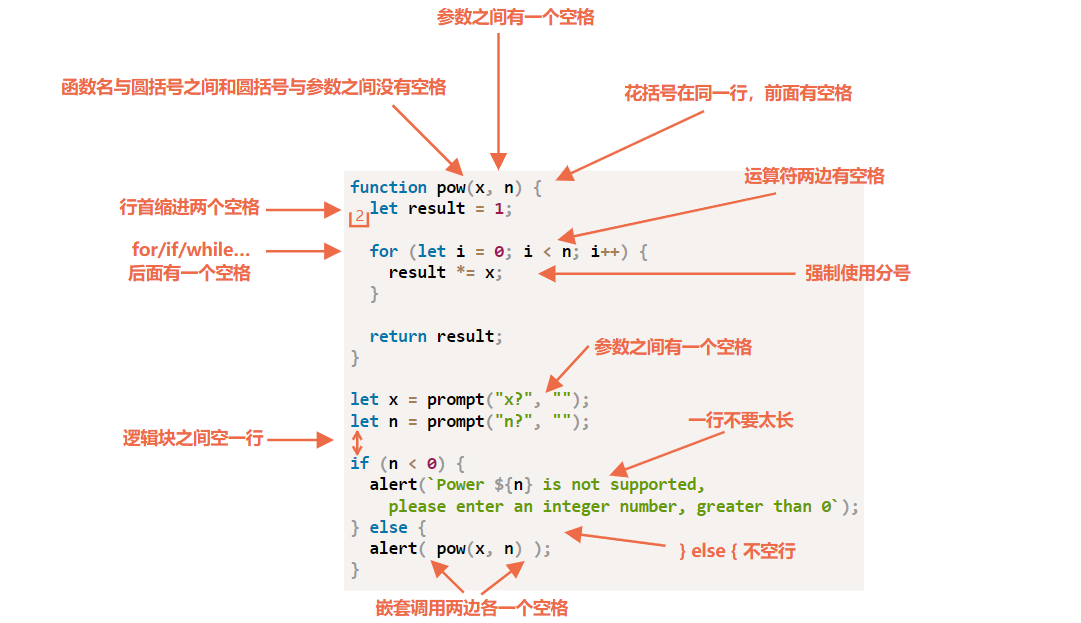 参数之间有一个空格
函数名与圆括号之间和圆括号与参数之间没有空格
花括号在同一行，前面有空格
运算符两边有空格
function pow(x, n) {
行首缩进两个空格
2
let result = 1;
for/if/while…
后面有一个空格
for (let i = 0; i < n; i++) {
result *= x;
强制使用分号
}
return result;
}
参数之间有一个空格
let x = prompt("x?", "");
let n = prompt("n?", "");
一行不要太长
逻辑块之间空一行
if (n < 0) {
alert(`Power ${n} is not supported,
please enter an integer number, greater than 0`);
} else {
} else { 不空行
alert( pow(x, n) );
}
嵌套调用两边各一个空格